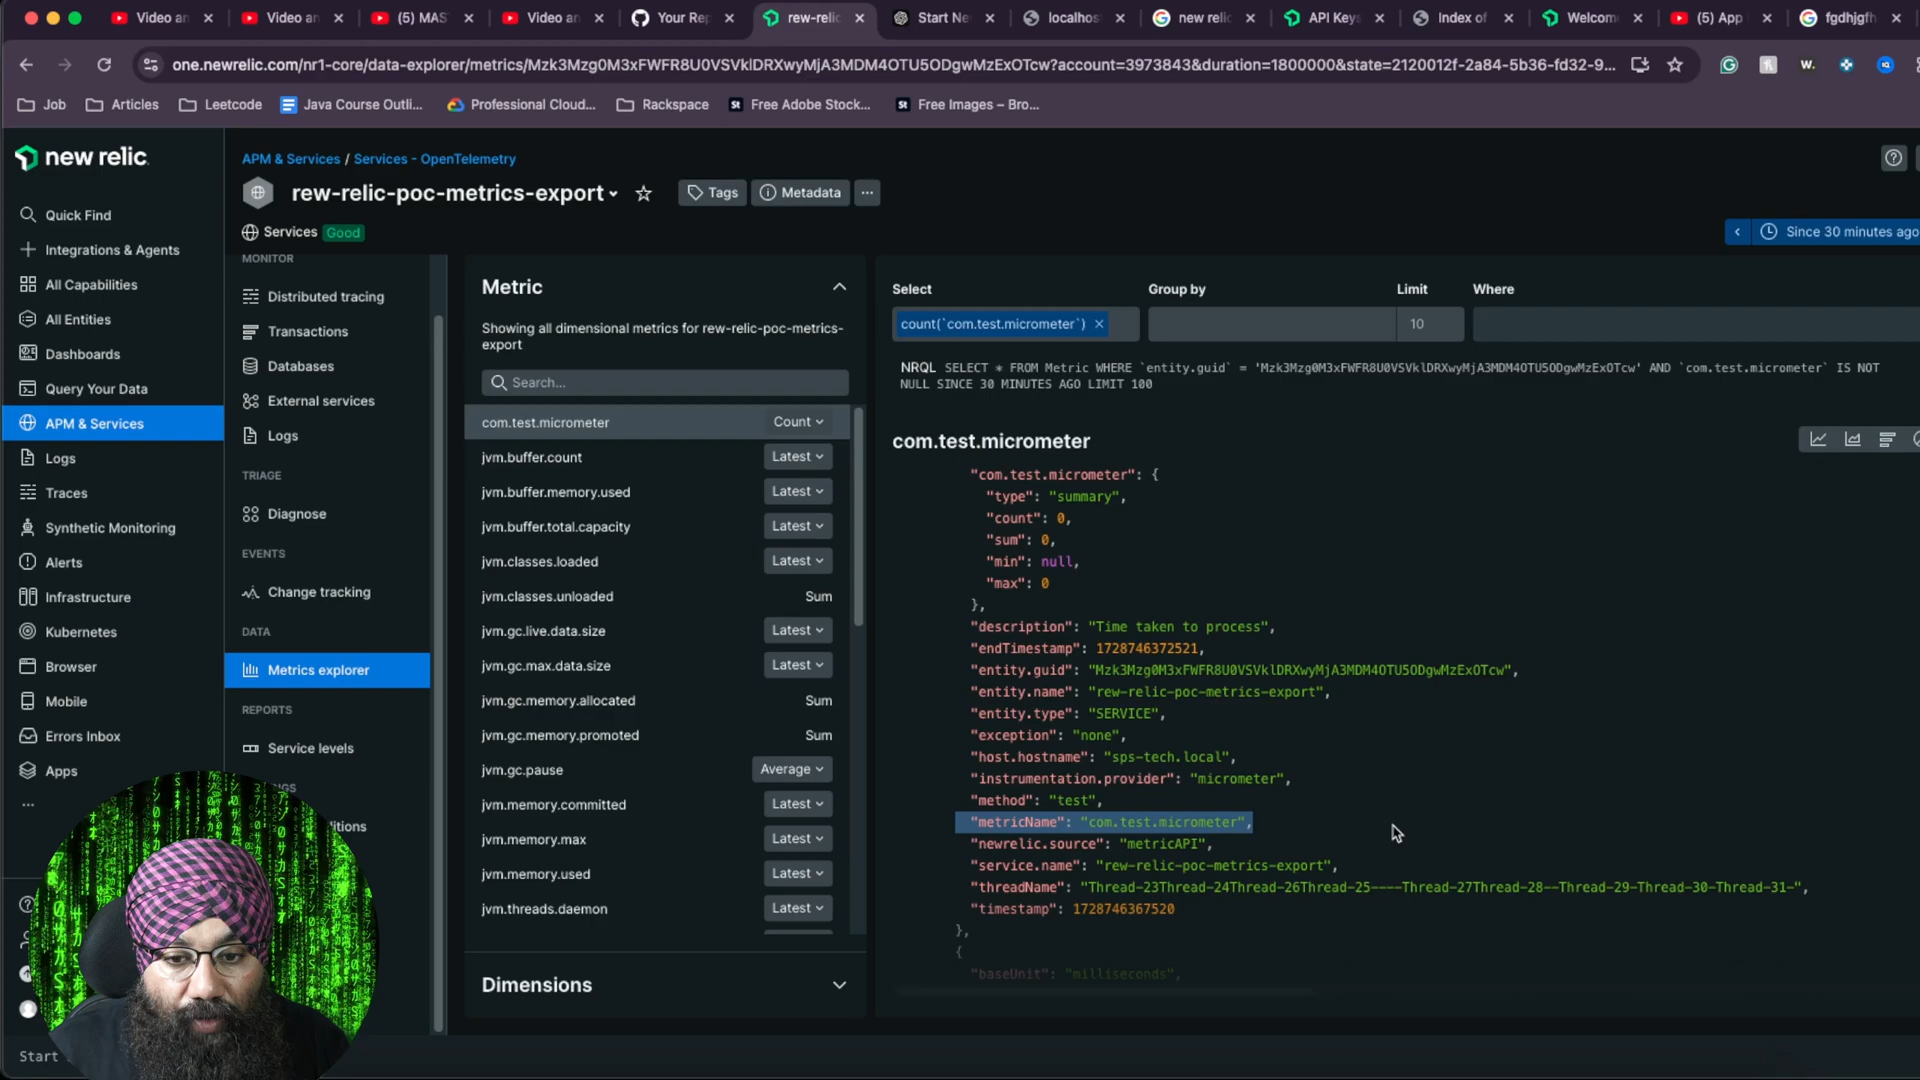 Video an
Video an
(5) MAS
Video an
Your Rep
rew-relic
Start Ne
localhos
new relic
API Keys
Index of
Welcom
(5) App
fgdhjgfh
one.newrelic.com/nr1-core/data-explorer/metrics/Mzk3Mzg0M3xFWFR8U0VSVklDRXwyMjA3MDM4OTU5ODgwMzExOTcw?account=3973843&duration=1800000&state=2120012f-2a84-5b36-fd32-9...
Job
Articles
Leetcode
Java Course Outli...
Professional Cloud...
Rackspace
Free Adobe Stock...
Free Images – Bro...
new relic
Quick Find
Integrations & Agents
All Capabilities
All Entities
Dashboards
Query Your Data
APM & Services
Logs
Traces
Synthetic Monitoring
Alerts
Infrastructure
Kubernetes
Browser
Mobile
Errors Inbox
Apps
Start
APM & Services / Services - OpenTelemetry
rew-relic-poc-metrics-export
Tags
Metadata
Services Good
Since 30 minutes ago
MONITOR
Distributed tracing
Transactions
Databases
External services
Logs
TRIAGE
Diagnose
EVENTS
Change tracking
DATA
Metrics explorer
REPORTS
Service levels
Metric
Showing all dimensional metrics for rew-relic-poc-metrics-
export
Search...
com.test.micrometer Count
jvm.buffer.count Latest
jvm.buffer.memory.used Latest
jvm.buffer.total.capacity Latest
jvm.classes.loaded Latest
jvm.classes.unloaded Sum
jvm.gc.live.data.size Latest
jvm.gc.max.data.size Latest
jvm.gc.memory.allocated Sum
jvm.gc.memory.promoted Sum
jvm.gc.pause Average
jvm.memory.committed Latest
jvm.memory.max Latest
jvm.memory.used Latest
jvm.threads.daemon Latest
Dimensions
Select Group by Limit Where
count(`com.test.micrometer`) 10
NRQL SELECT * FROM Metric WHERE `entity.guid` = 'Mzk3Mzg0M3xFWFR8U0VSVklDRXwyMjA3MDM4OTU5ODgwMzExOTcw' AND `com.test.micrometer` IS NOT
NULL SINCE 30 MINUTES AGO LIMIT 100
com.test.micrometer
"com.test.micrometer": {
"type": "summary",
"count": 0,
"sum": 0,
"min": null,
"max": 0
},
"description": "Time taken to process",
"endTimestamp": 1728746372521,
"entity.guid": "Mzk3Mzg0M3xFWFR8U0VSVklDRXwyMjA3MDM4OTU5ODgwMzExOTcw",
"entity.name": "rew-relic-poc-metrics-export",
"entity.type": "SERVICE",
"exception": "none",
"host.hostname": "sps-tech.local",
"instrumentation.provider": "micrometer",
"method": "test",
"metricName": "com.test.micrometer",
"newrelic.source": "metricAPI",
"service.name": "rew-relic-poc-metrics-export",
"threadName": "Thread-23Thread-24Thread-26Thread-25----Thread-27Thread-28--Thread-29-Thread-30-Thread-31-",
"timestamp": 1728746367520
},
{
"baseUnit": "milliseconds",